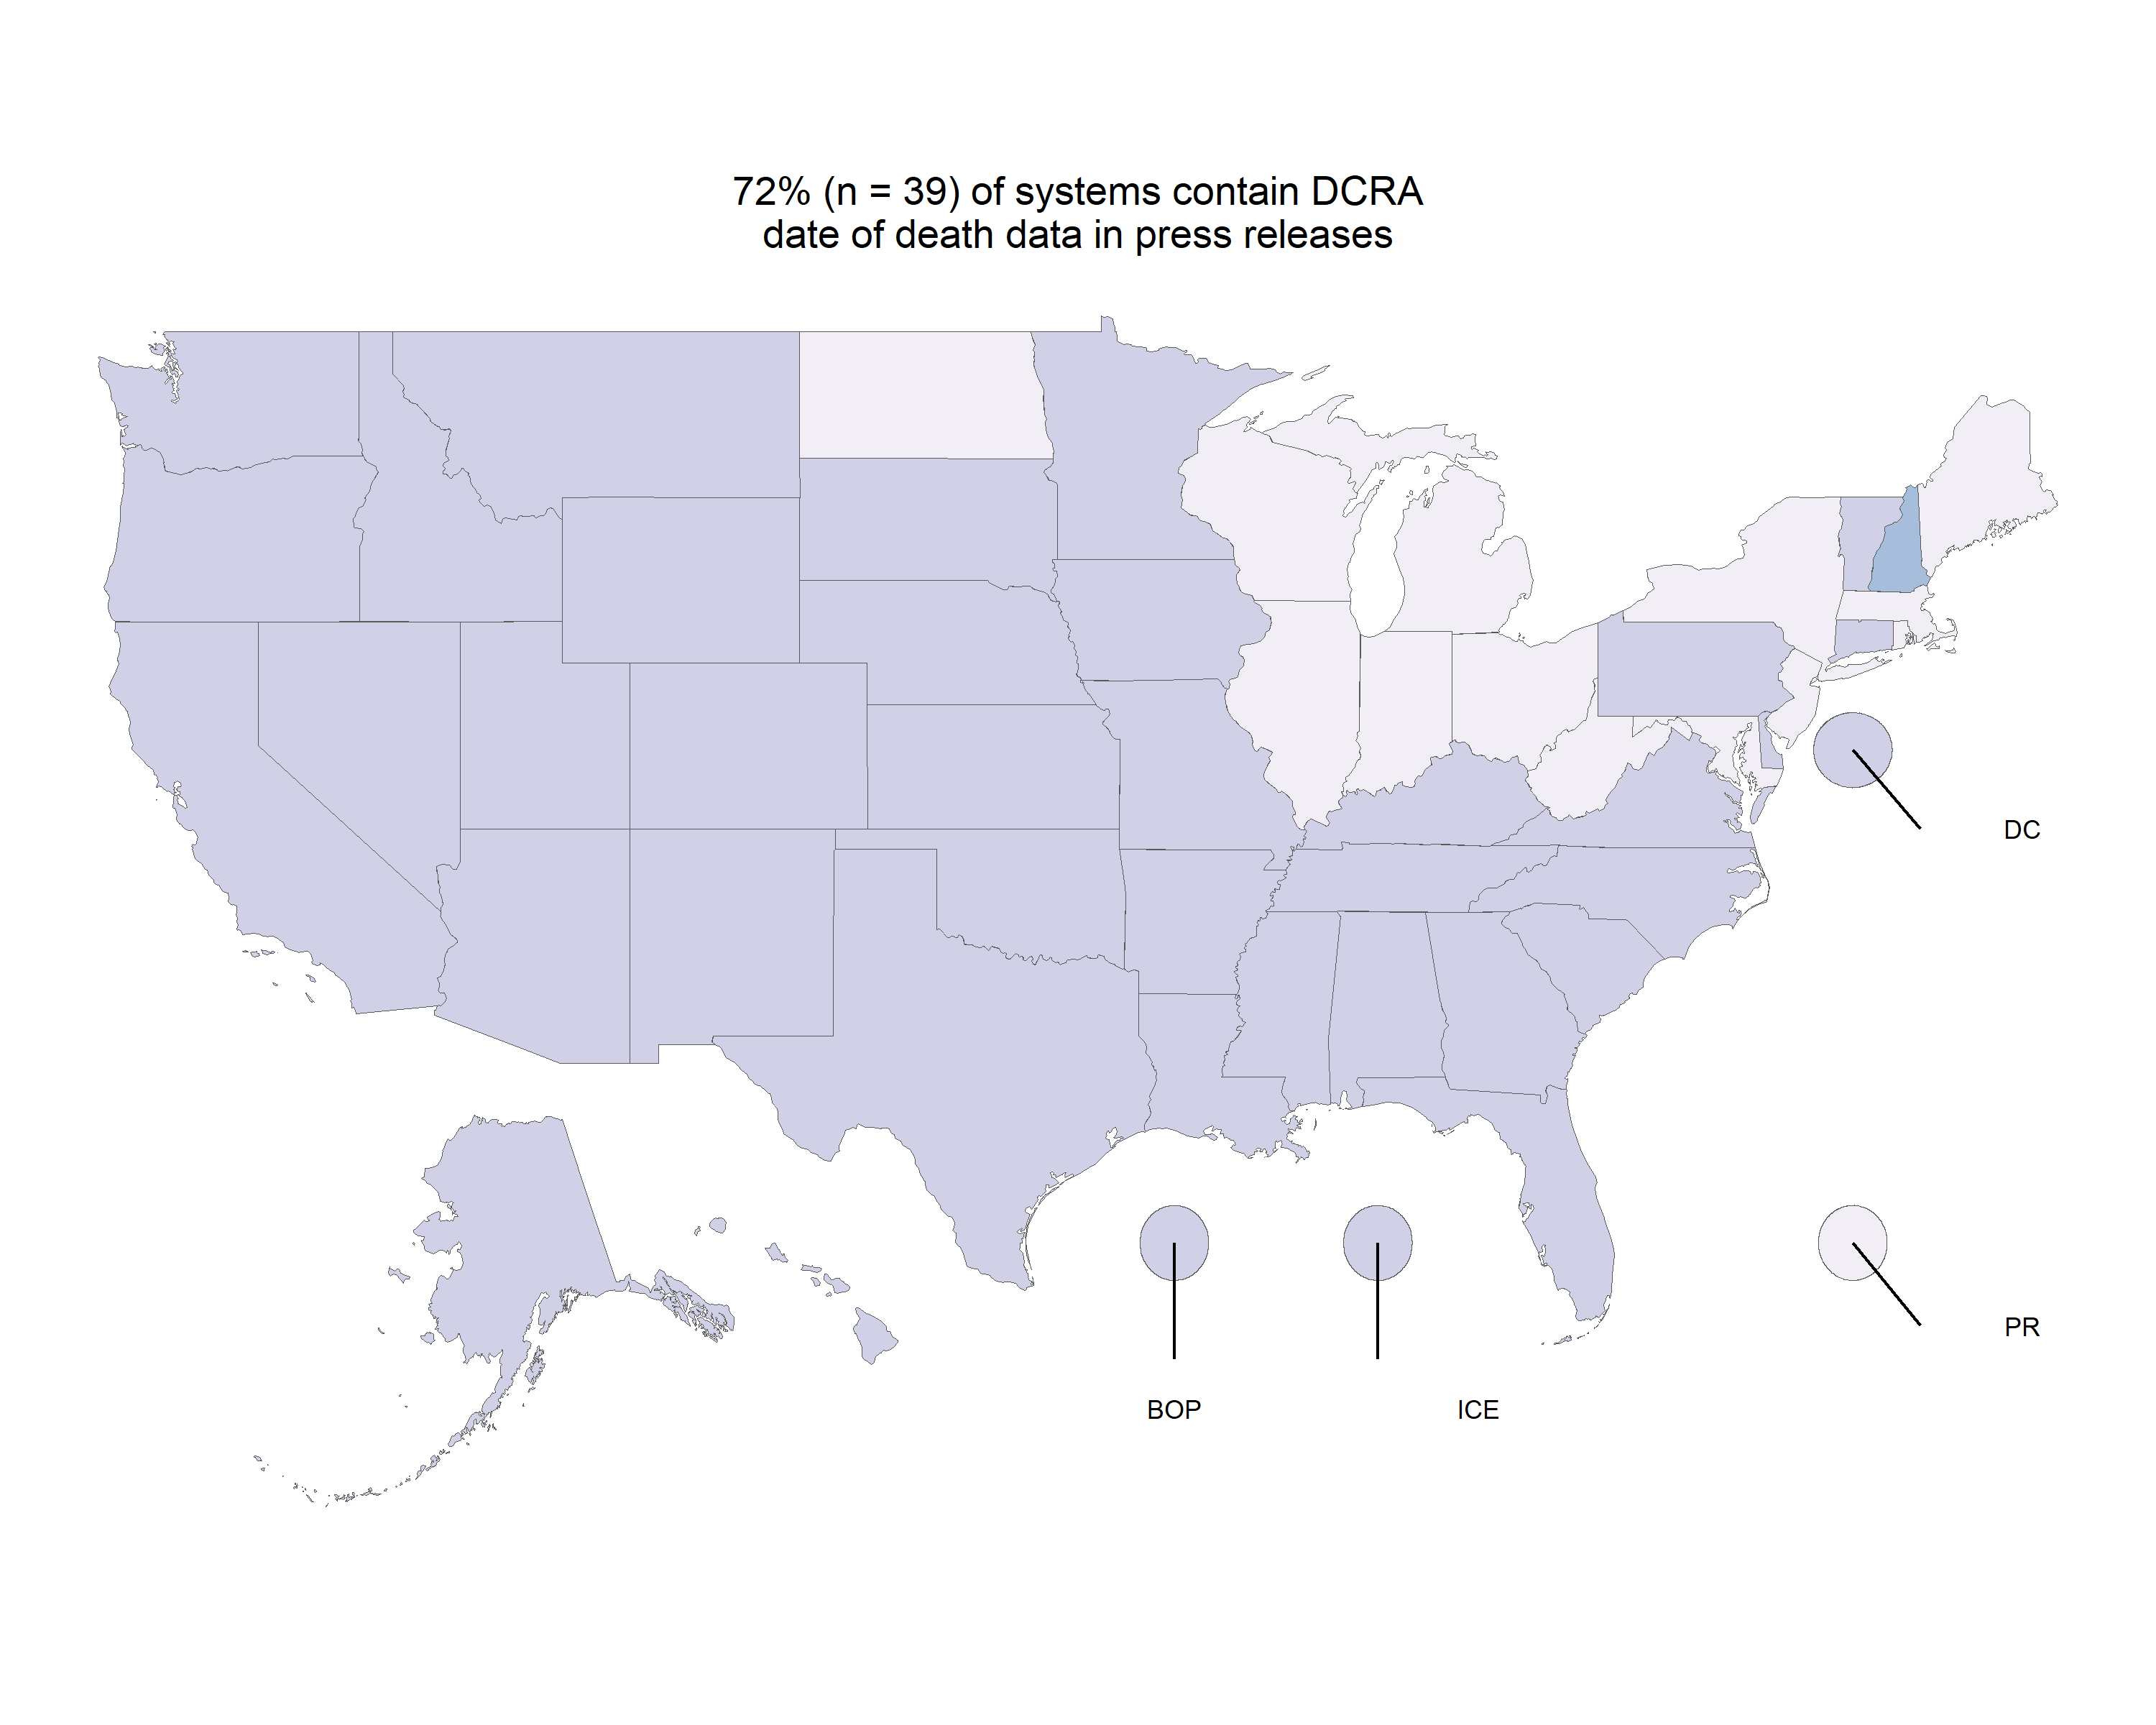 72% (n = 39) of systems contain DCRA
date of death data in press releases
DC
PR
BOP
ICE